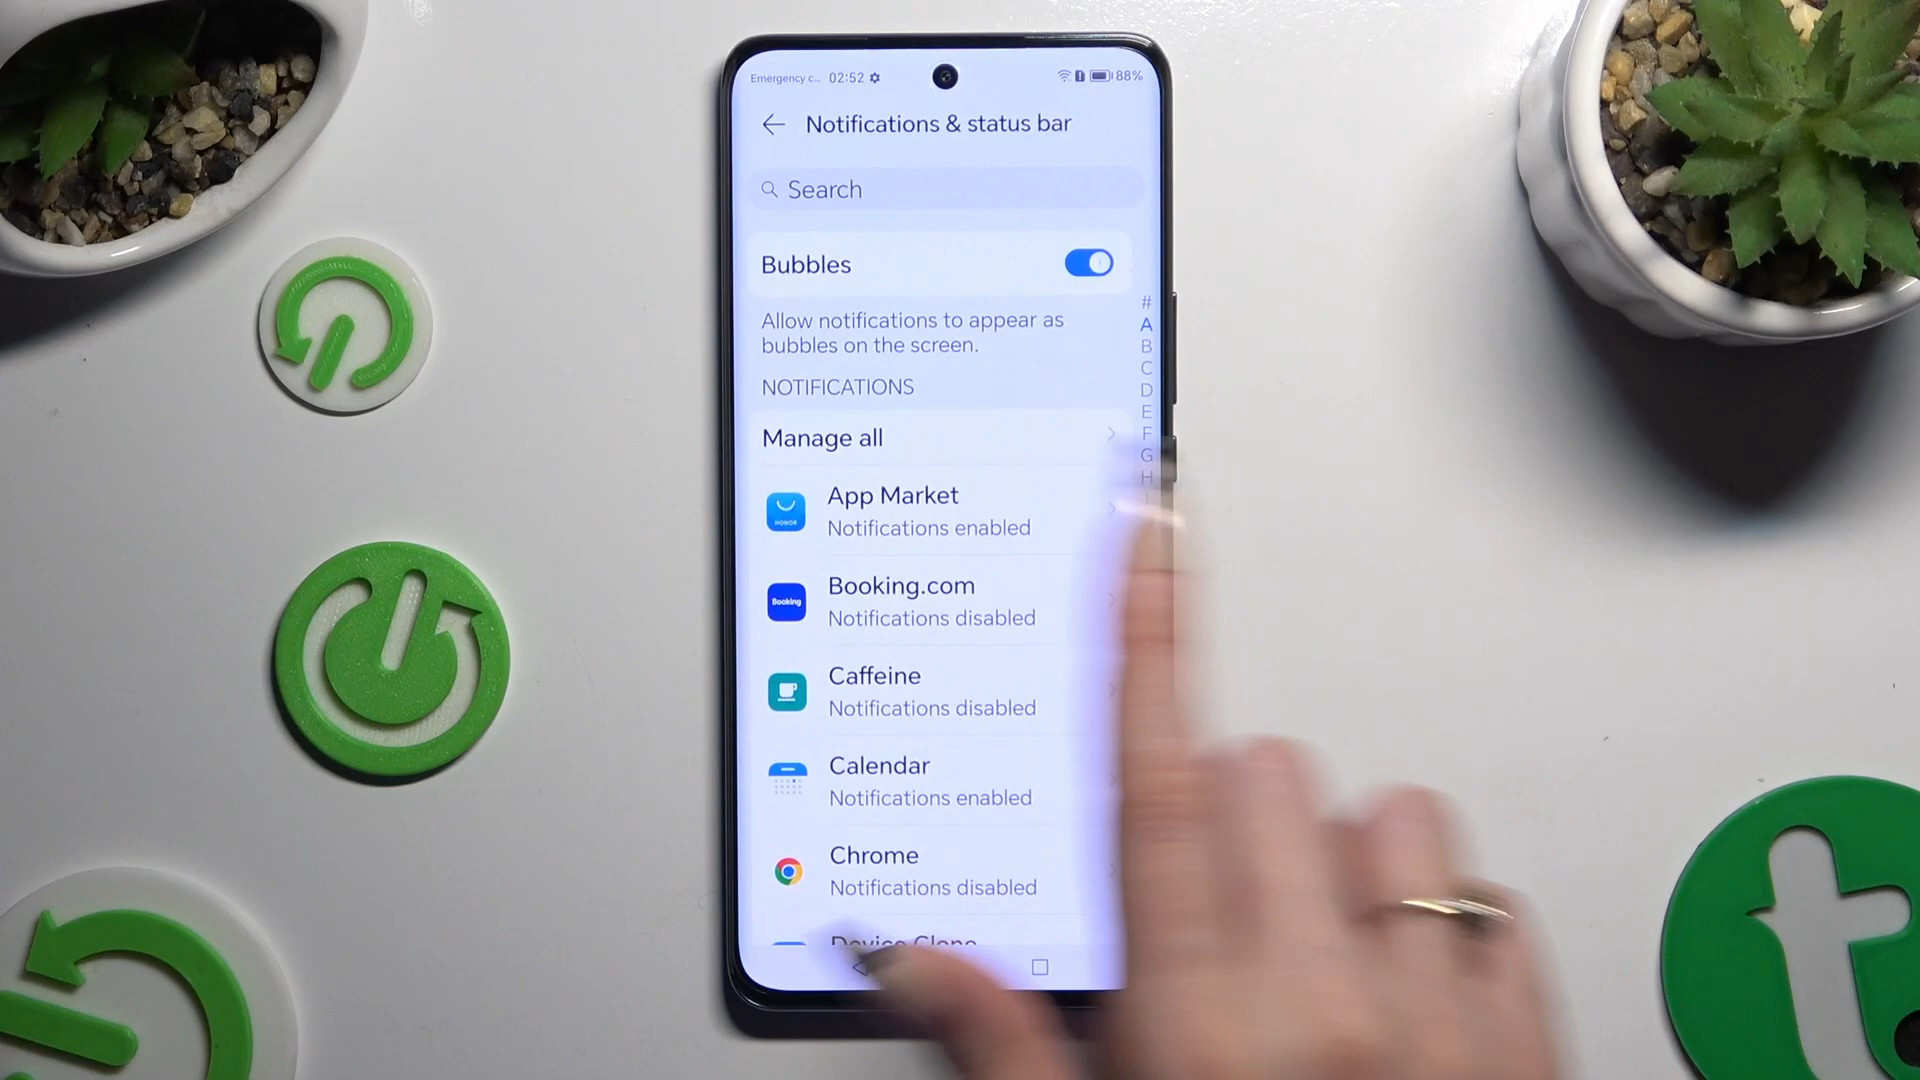 Emergency c... 02:52 88%
Notifications & status bar
Search
Bubbles
Allow notifications to appear as
bubbles on the screen.
NOTIFICATIONS
Manage all
App Market
Notifications enabled
HONOR
Booking.com
Notifications disabled
Booking
Caffeine
Notifications disabled
Calendar
Notifications enabled
Chrome
Notifications disabled
Device Clone
#
A
B
C
D
E
F
G
H